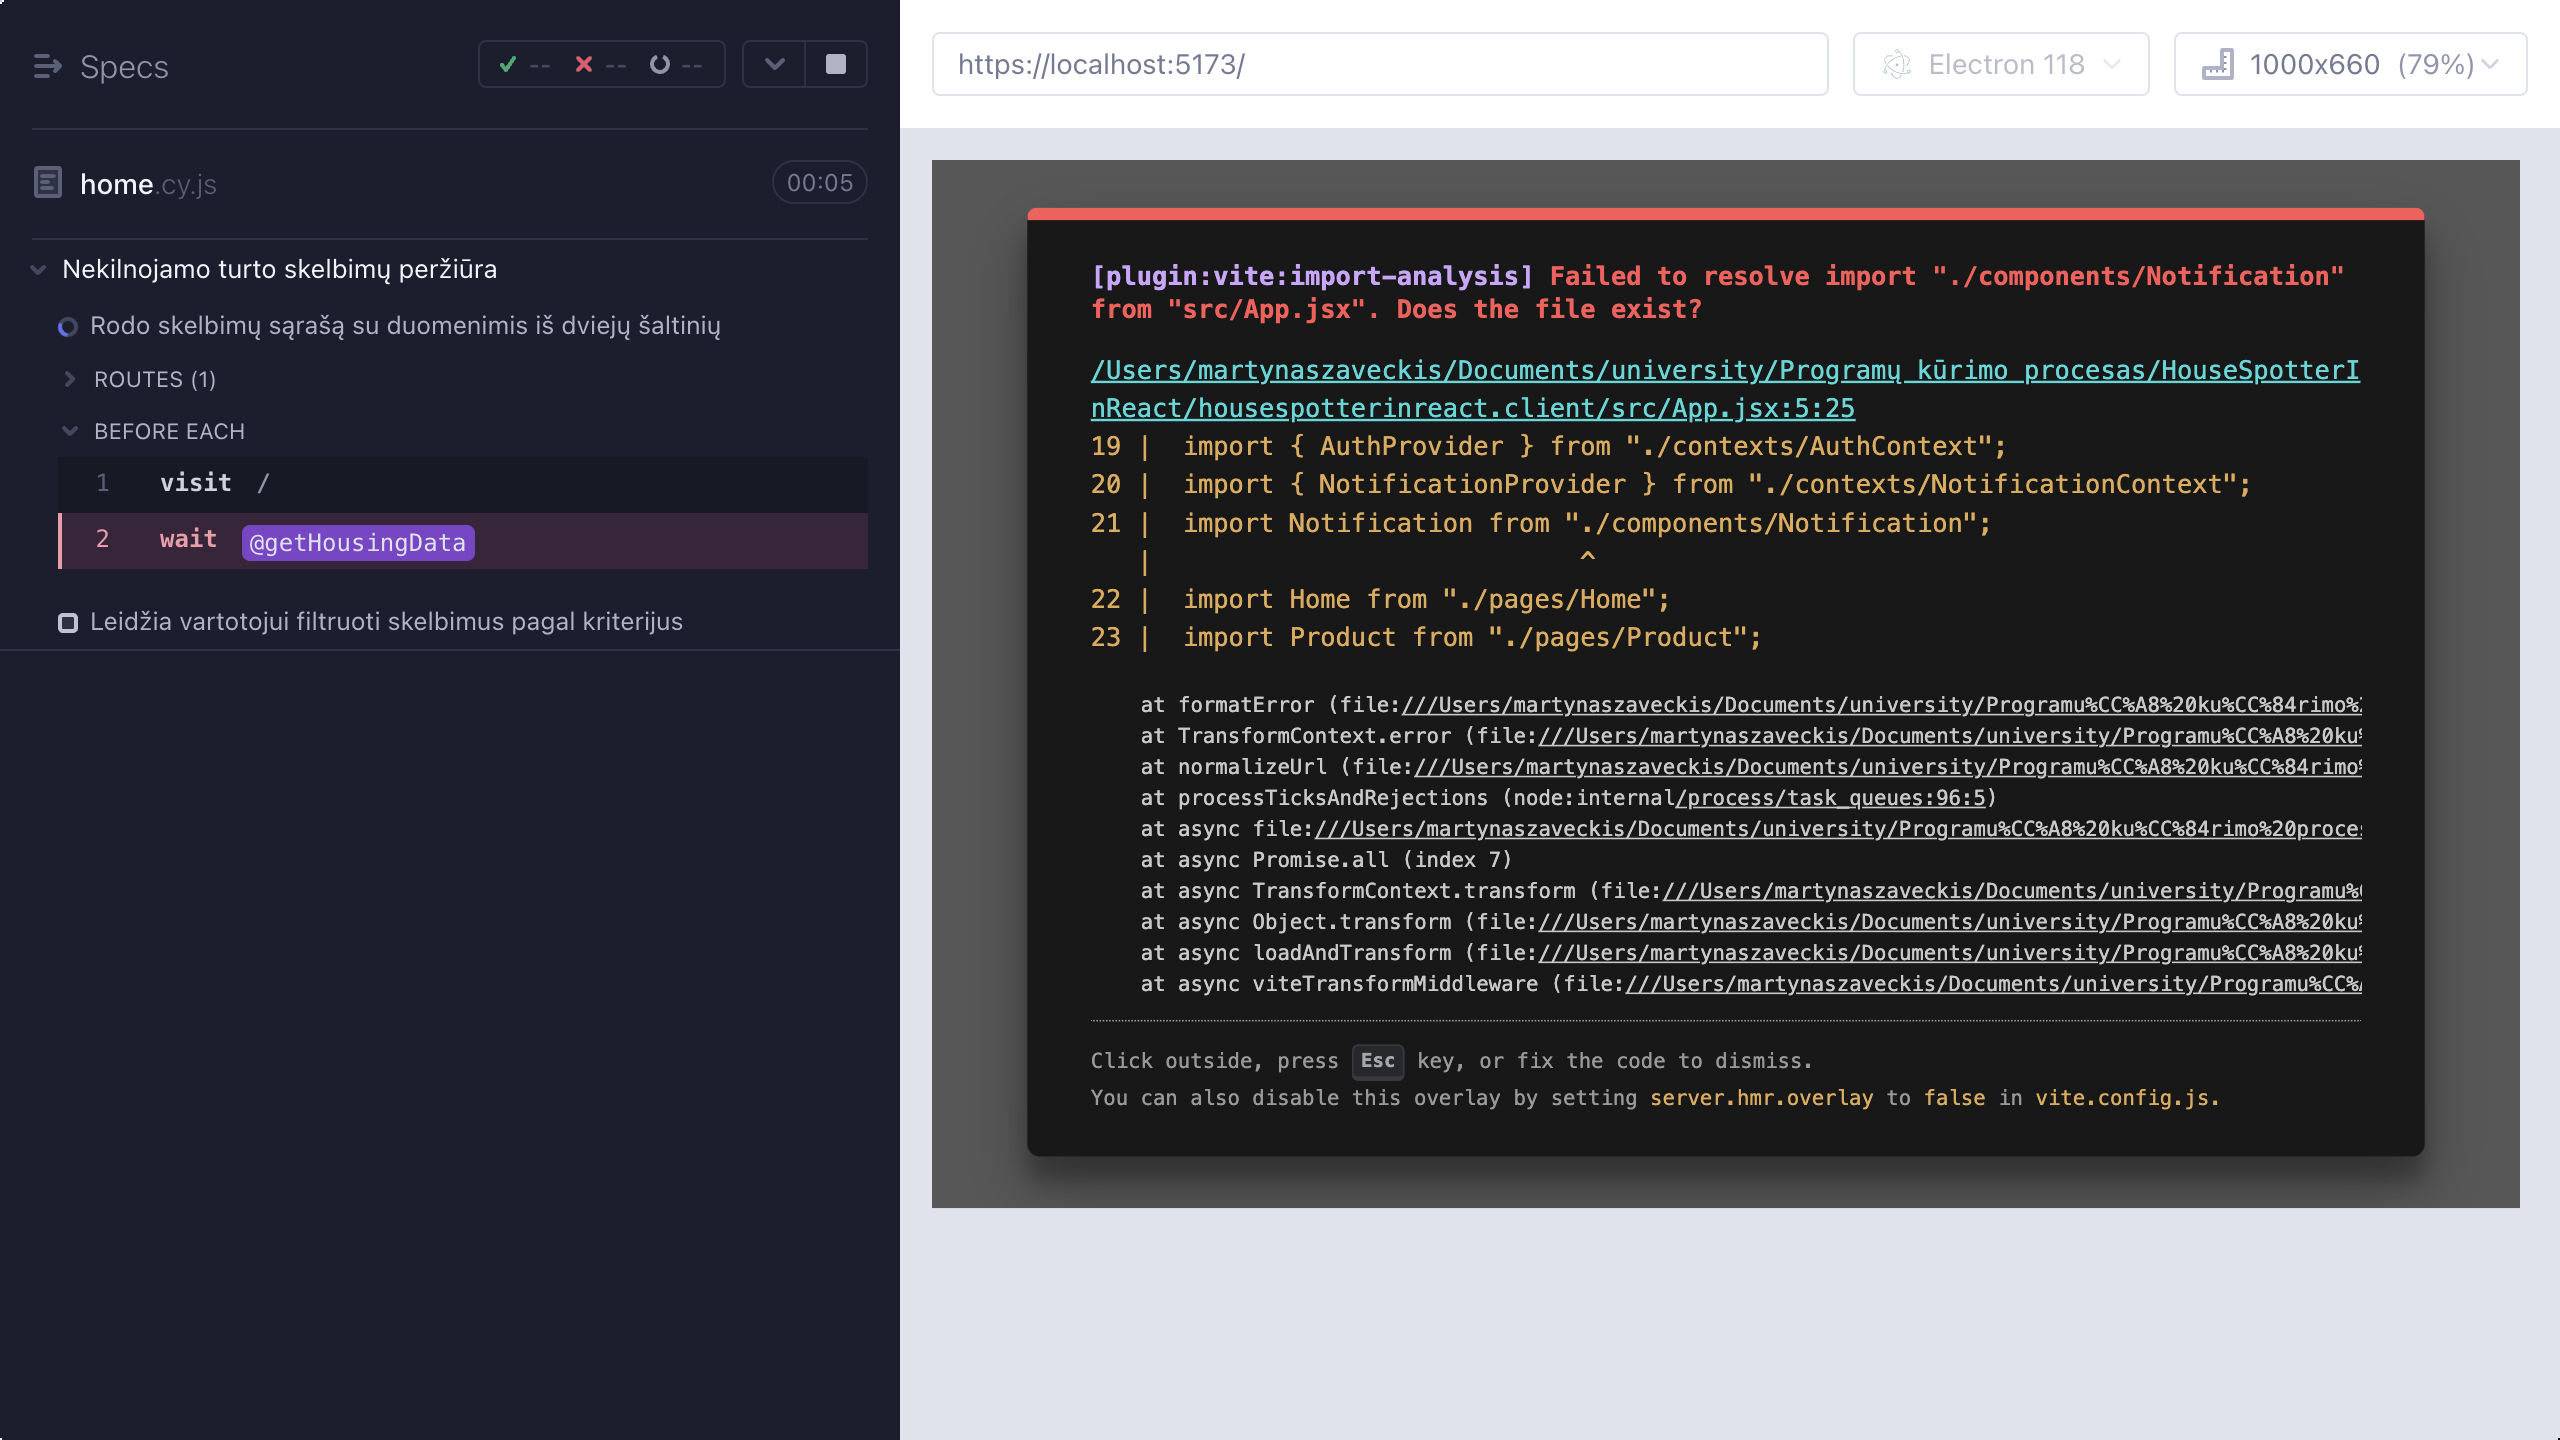 Specs
-- -- --
home.cy.js
00:05
Nekilnojamo turto skelbimų peržiūra
Rodo skelbimų sąrašą su duomenimis iš dviejų šaltinių
ROUTES (1)
BEFORE EACH
1 visit /
2 wait @getHousingData
Leidžia vartotojui filtruoti skelbimus pagal kriterijus
https://localhost:5173/
Electron 118
1000x660 (79%)
[plugin:vite:import-analysis] Failed to resolve import "./components/Notification"
from "src/App.jsx". Does the file exist?
/Users/martynaszaveckis/Documents/university/Programų kūrimo procesas/HouseSpotterI
nReact/housespotterinreact.client/src/App.jsx:5:25
19 |  import { AuthProvider } from "./contexts/AuthContext";
20 |  import { NotificationProvider } from "./contexts/NotificationContext";
21 |  import Notification from "./components/Notification";
   |                            ^
22 |  import Home from "./pages/Home";
23 |  import Product from "./pages/Product";
at formatError (file:///Users/martynaszaveckis/Documents/university/Programu%CC%A8%20ku%CC%84rimo%2
at TransformContext.error (file:///Users/martynaszaveckis/Documents/university/Programu%CC%A8%20ku%
at normalizeUrl (file:///Users/martynaszaveckis/Documents/university/Programu%CC%A8%20ku%CC%84rimo%
at processTicksAndRejections (node:internal/process/task_queues:96:5)
at async file:///Users/martynaszaveckis/Documents/university/Programu%CC%A8%20ku%CC%84rimo%20proces
at async Promise.all (index 7)
at async TransformContext.transform (file:///Users/martynaszaveckis/Documents/university/Programu%C
at async Object.transform (file:///Users/martynaszaveckis/Documents/university/Programu%CC%A8%20ku%
at async loadAndTransform (file:///Users/martynaszaveckis/Documents/university/Programu%CC%A8%20ku%
at async viteTransformMiddleware (file:///Users/martynaszaveckis/Documents/university/Programu%CC%A
Click outside, press Esc key, or fix the code to dismiss.
You can also disable this overlay by setting server.hmr.overlay to false in vite.config.js.